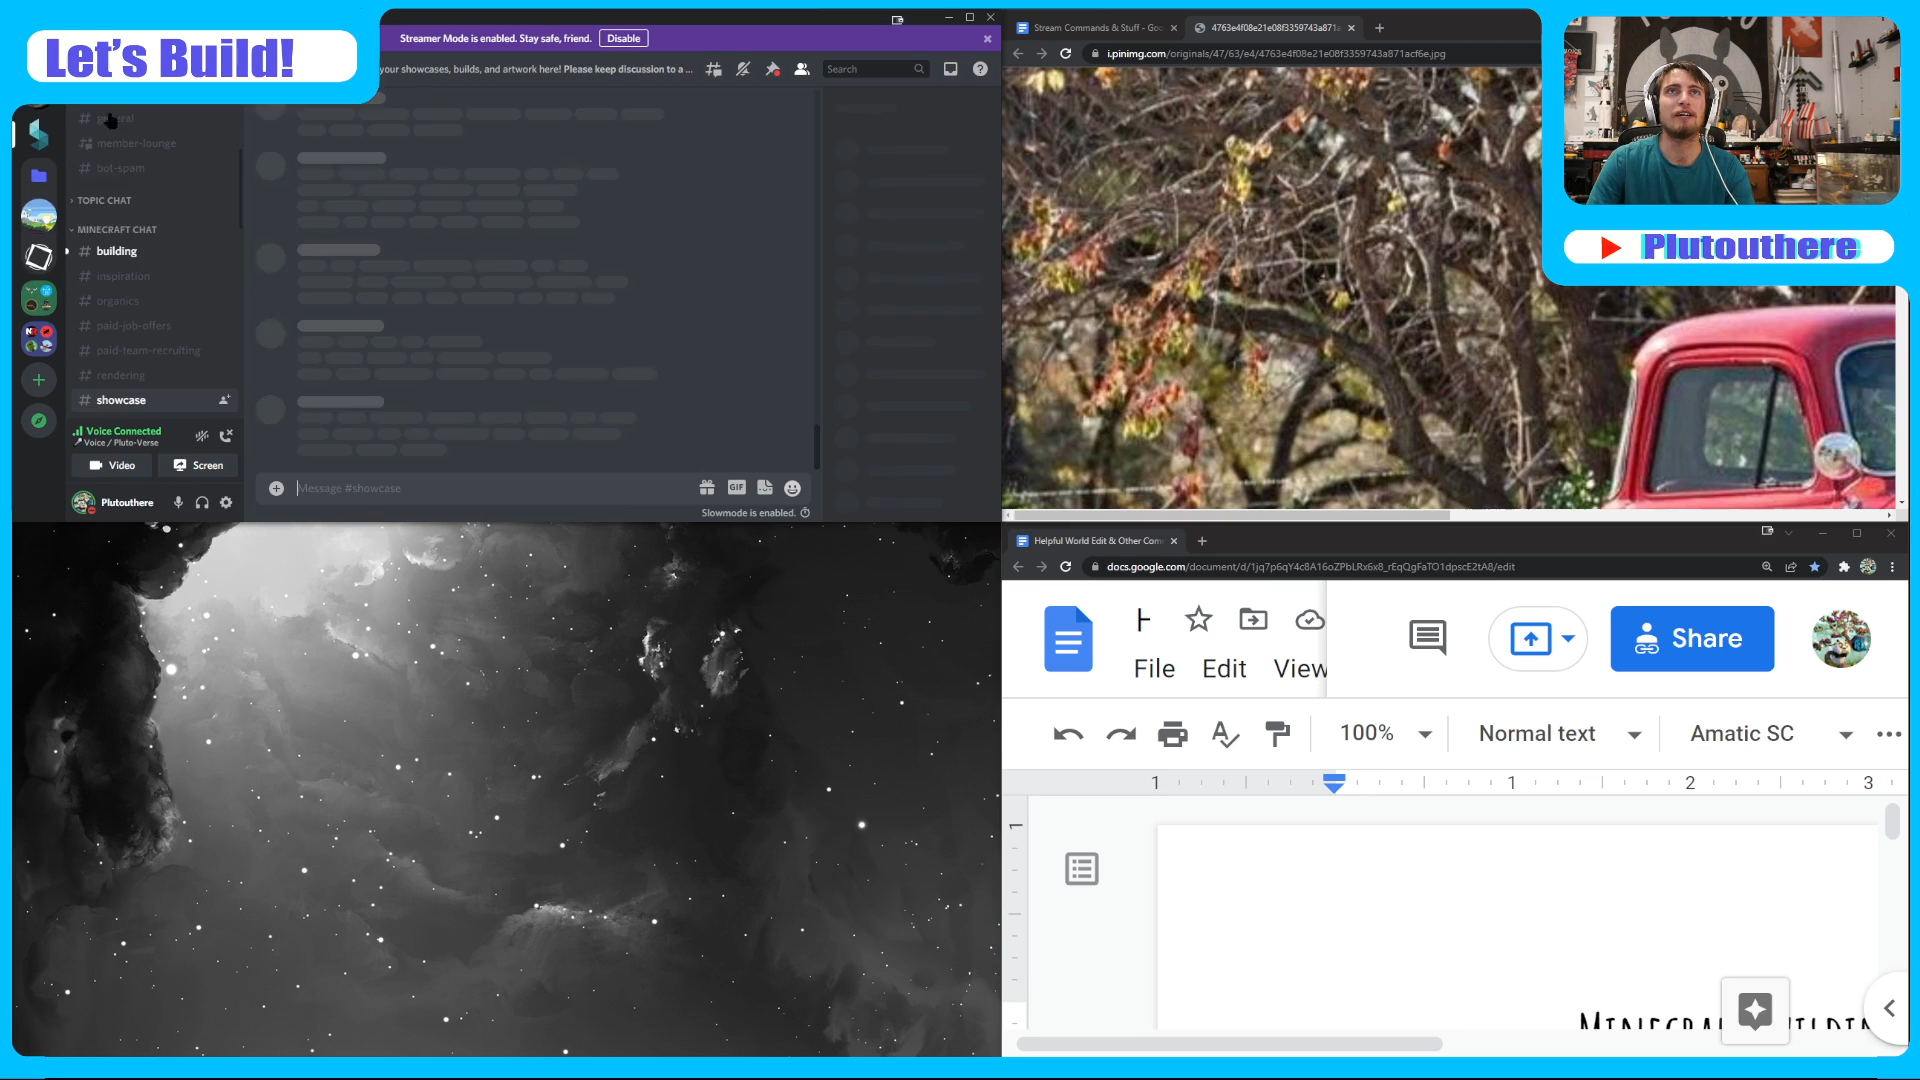 Let's Build!
Streamer Mode is enabled. Stay safe, friend.
Disable
your showcases, builds, and artwork here! Please keep discussion to a ...
Search
general
member-lounge
bot-spam
TOPIC CHAT
MINECRAFT CHAT
building
inspiration
organics
paid-job-offers
paid-team-recruiting
rendering
showcase
Voice Connected
Voice / Pluto-Verse
Video
Screen
Plutouthere
Message #showcase
GIF
Slowmode is enabled.
Stream Commands & Stuff - Goo
4763e4f08e21e08f3359743a871a
i.pinimg.com/originals/47/63/e4/4763e4f08e21e08f3359743a871acf6e.jpg
Plutouthere
Helpful World Edit & Other Com
docs.google.com/document/d/1jq7p6qY4c8A16oZPbLRx6x8_rEqQgFaTO1dpscE2tA8/edit
File Edit View
Share
100%
Normal text
Amatic SC
1 1 2 3
1